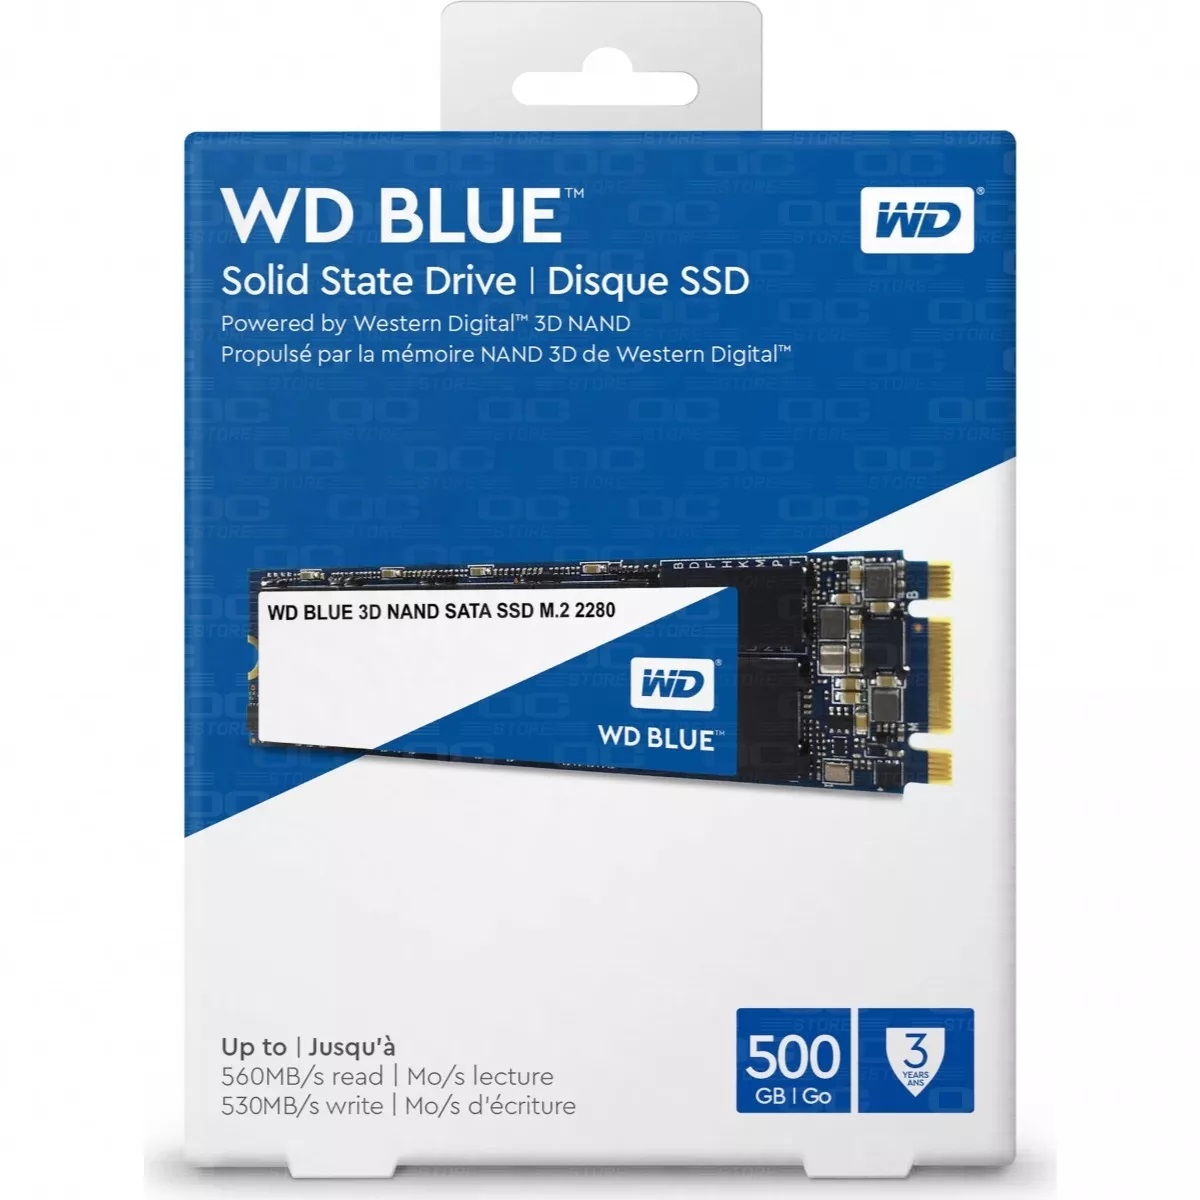 WD BLUE™
WD®
Solid State Drive | Disque SSD
Powered by Western Digital™ 3D NAND
Propulsé par la mémoire NAND 3D de Western Digital™
B D F H K M P T
WD BLUE 3D NAND SATA SSD M.2 2280
B
WD®
WD BLUE™
M
Up to | Jusqu'à
560MB/s read | Mo/s lecture
530MB/s write | Mo/s d'écriture
500
GB | Go
3
YEARS
ANS
OC
STORE